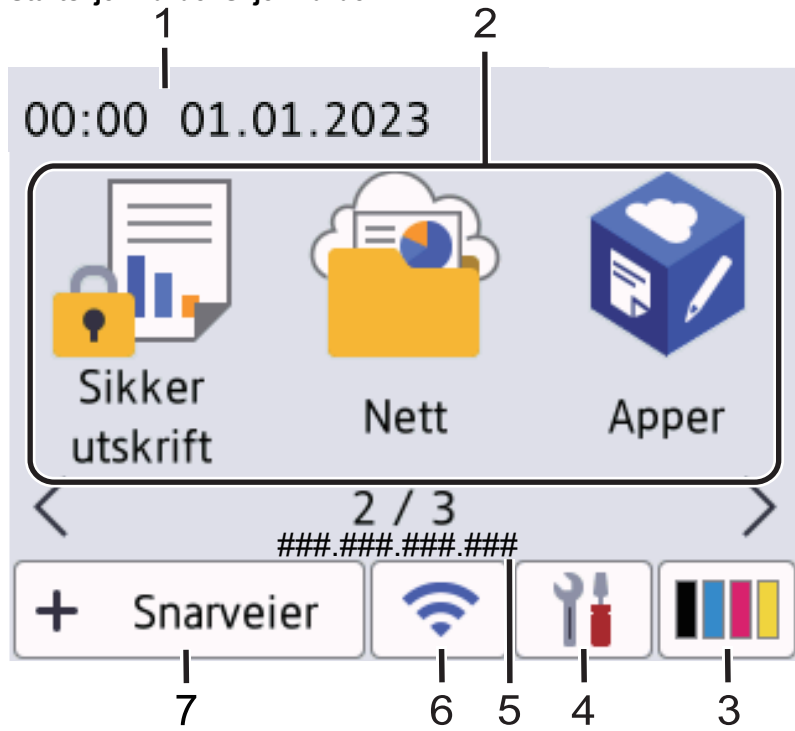 1 2
00:00 01.01.2023
Sikker
utskrift
Nett
Apper
2 / 3
###.###.###.###
+ Snarveier
7 6 5 4 3